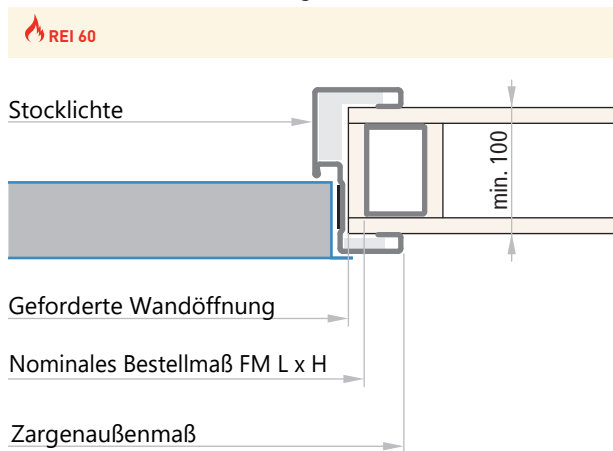 REI 60
Stocklichte
min. 100
Geforderte Wandöffnung
Nominales Bestellmaß FM L x H
Zargenaußenmaß